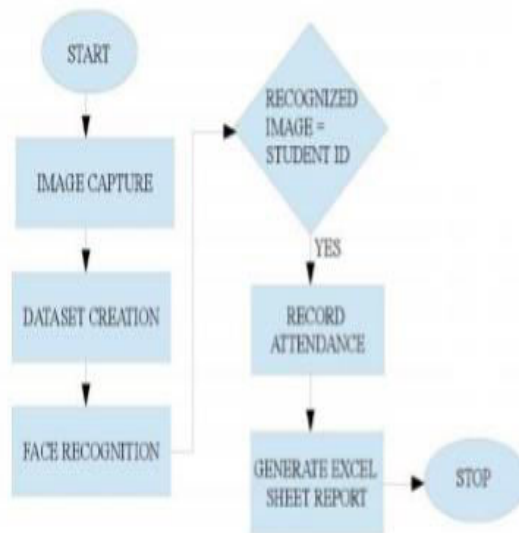 START
IMAGE CAPTURE
DATASET CREATION
FACE RECOGNITION
RECOGNIZED
IMAGE =
STUDENT ID
YES
RECORD
ATTENDANCE
GENERATE EXCEL
SHEET REPORT
STOP